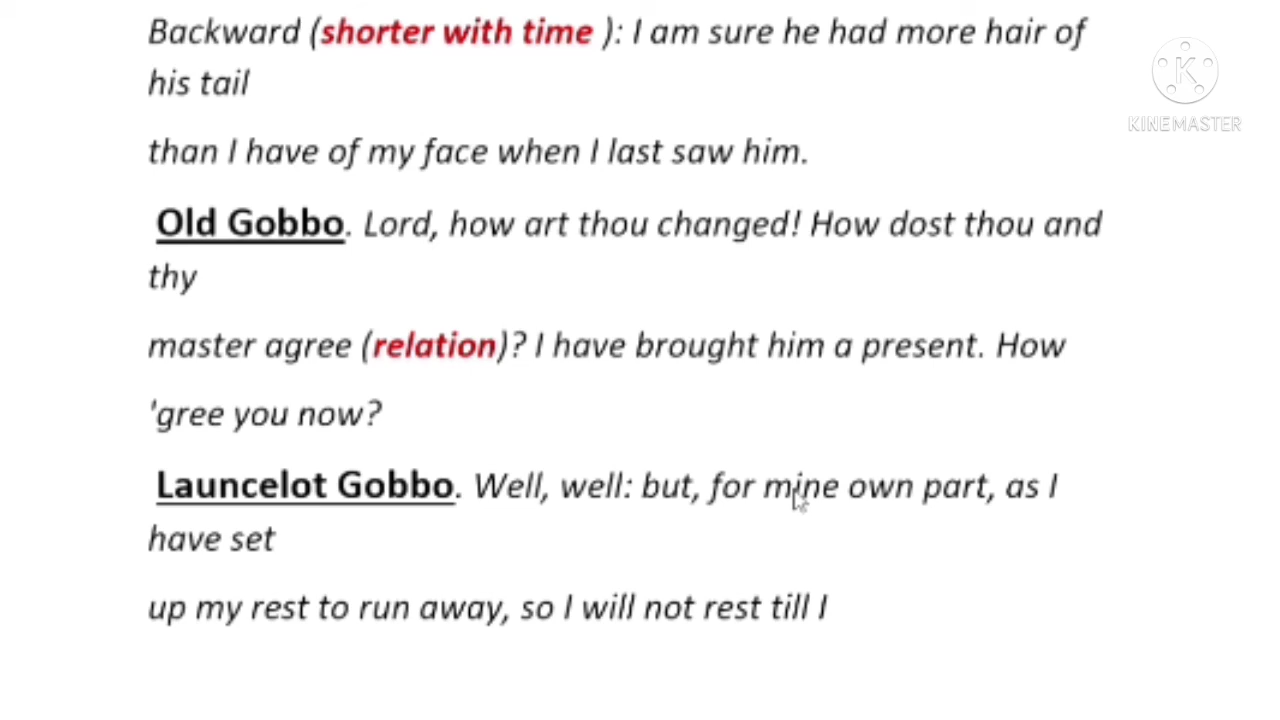 Backward (shorter with time ): I am sure he had more hair of
his tail
than I have of my face when I last saw him.
Old Gobbo. Lord, how art thou changed! How dost thou and
thy
master agree (relation)? I have brought him a present. How
'gree you now?
Launcelot Gobbo. Well, well: but, for mine own part, as I
have set
up my rest to run away, so I will not rest till I
K
KINEMASTER